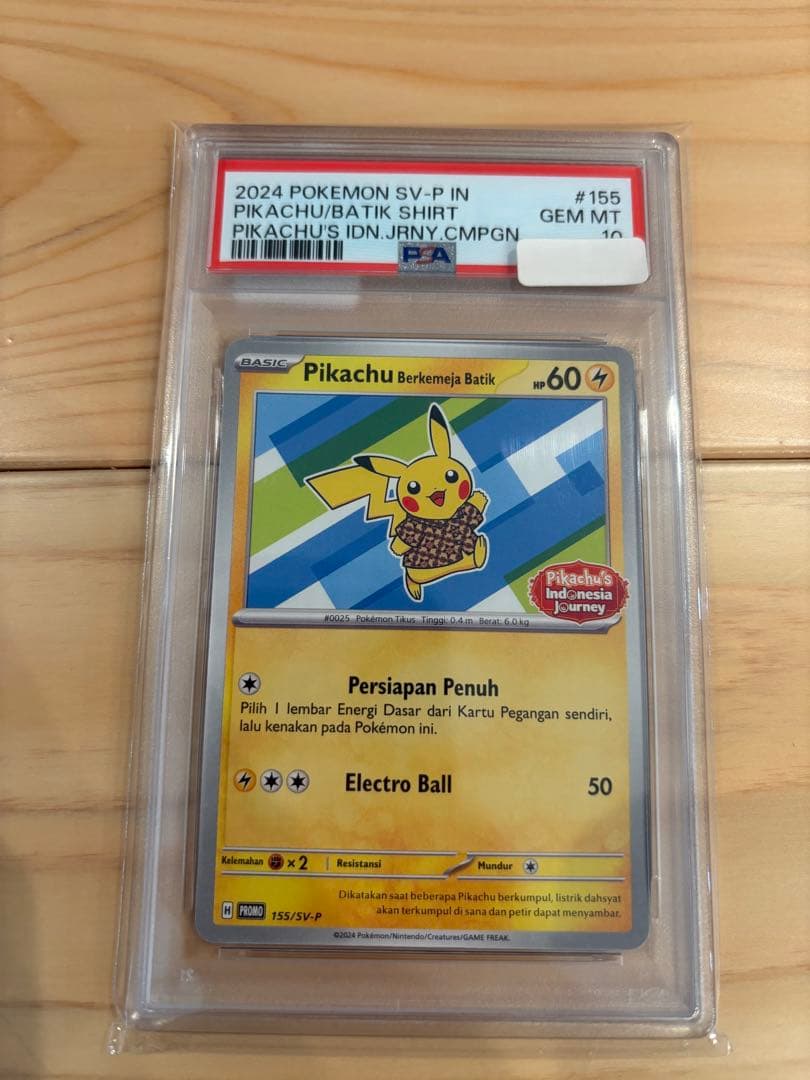 2024 POKEMON SV-P IN #155
PIKACHU/BATIK SHIRT GEM MT
PIKACHU'S IDN.JRNY.CMPGN 10
PSA
BASIC Pikachu Berkemeja Batik HP 60
Pikachu's
Indonesia
Journey
#0025 Pokémon Tikus Tinggi: 0.4 m Berat: 6.0 kg
Persiapan Penuh
Pilih 1 lembar Energi Dasar dari Kartu Pegangan sendiri,
lalu kenakan pada Pokémon ini.
Electro Ball 50
Kelemahan ×2 Resistansi Mundur
Dikatakan saat beberapa Pikachu berkumpul, listrik dahsyat
akan terkumpul di sana dan petir dapat menyambar.
H PROMO 155/SV-P
©2024 Pokémon/Nintendo/Creatures/GAME FREAK.